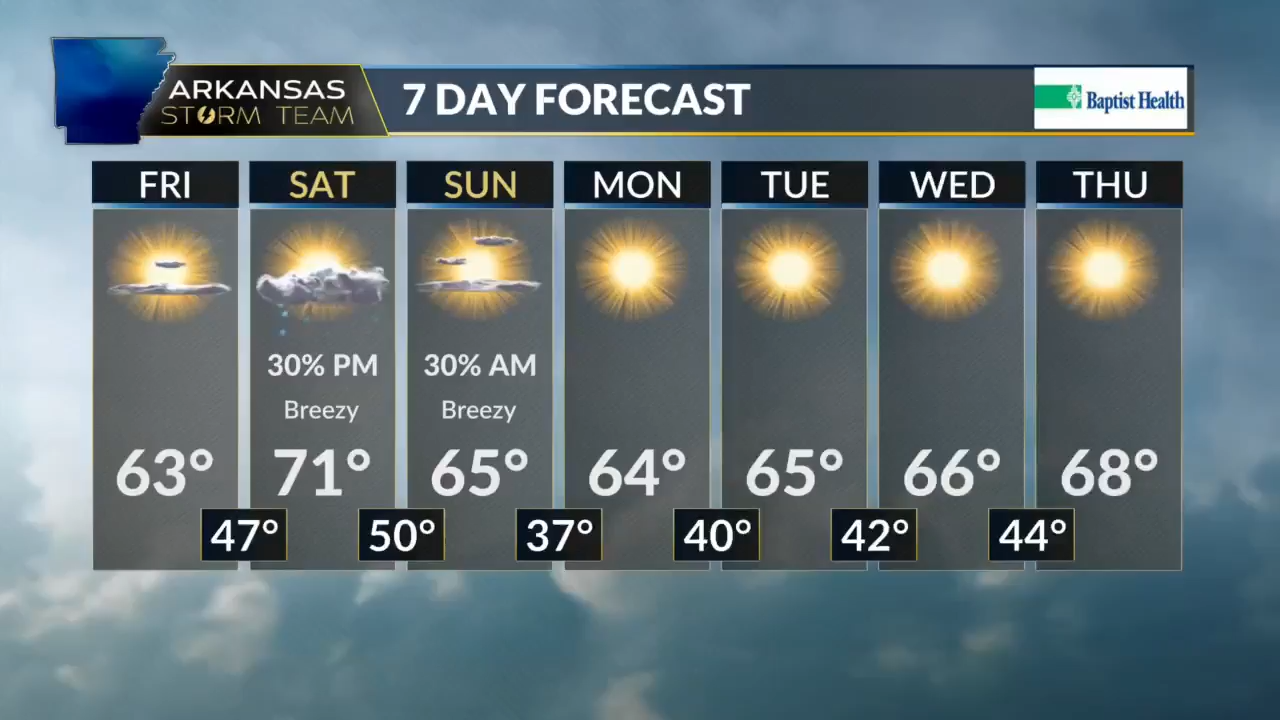 ARKANSAS
STORM TEAM
7 DAY FORECAST
Baptist Health
FRI
SAT
SUN
MON
TUE
WED
THU
30% PM
30% AM
Breezy
Breezy
63°
71°
65°
64°
65°
66°
68°
47°
50°
37°
40°
42°
44°